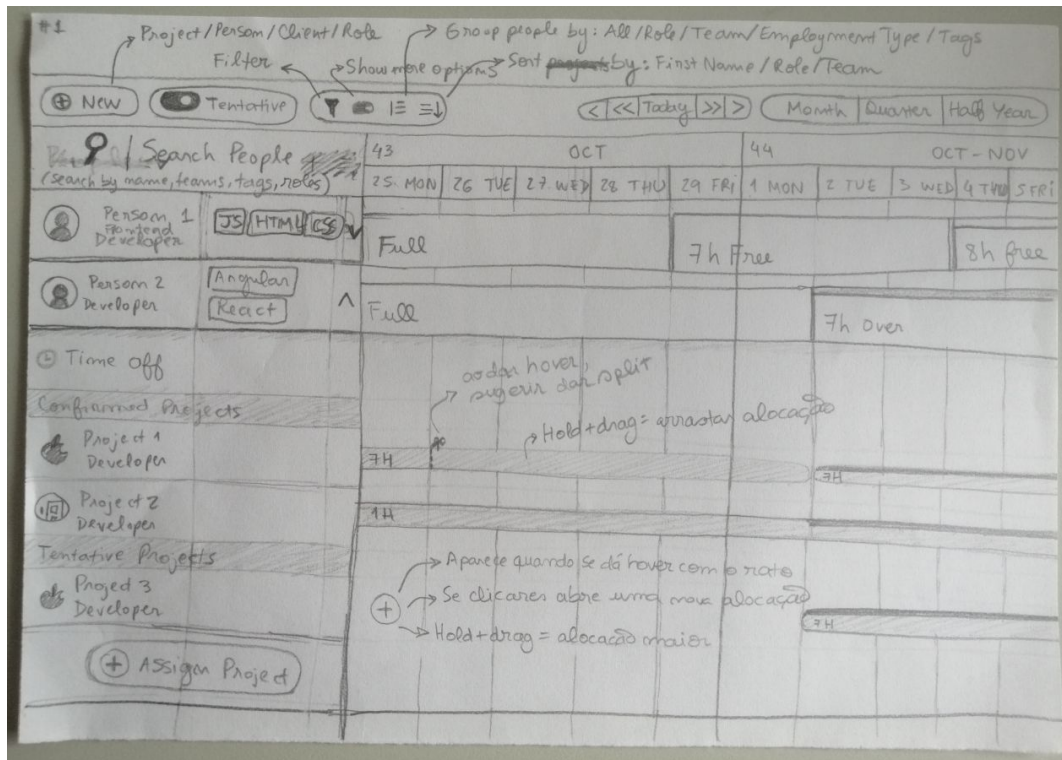 #1
Project/Person/Client/Role
Group people by: All/Role/Team/Employment Type/Tags
Filter
Show more options
Sort by: First Name/Role/Team
+ New
Tentative
< | << | Today | >> | >
Month | Quarter | Half Year
Search People
(search by name, teams, tags, roles)
43 OCT 44 OCT-NOV
25 MON 26 TUE 27 WED 28 THU 29 FRI 1 MON 2 TUE 3 WED 4 THU 5 FRI
Person 1
Frontend
Developer
JS HTML CSS
Full
7h Free
8h free
Person 2
Developer
Angular
React
Full
7h Over
Time off
ao dar hover,
sugerir dar split
Confirmed Projects
Hold+drag = arrastar alocação
Project 1
Developer
7H
7H
Project 2
Developer
1H
Tentative Projects
Aparece quando se dá hover com o rato
Project 3
Developer
+
Se clicares abre uma nova alocação
7H
Hold+drag = alocação maior
+ Assign Project